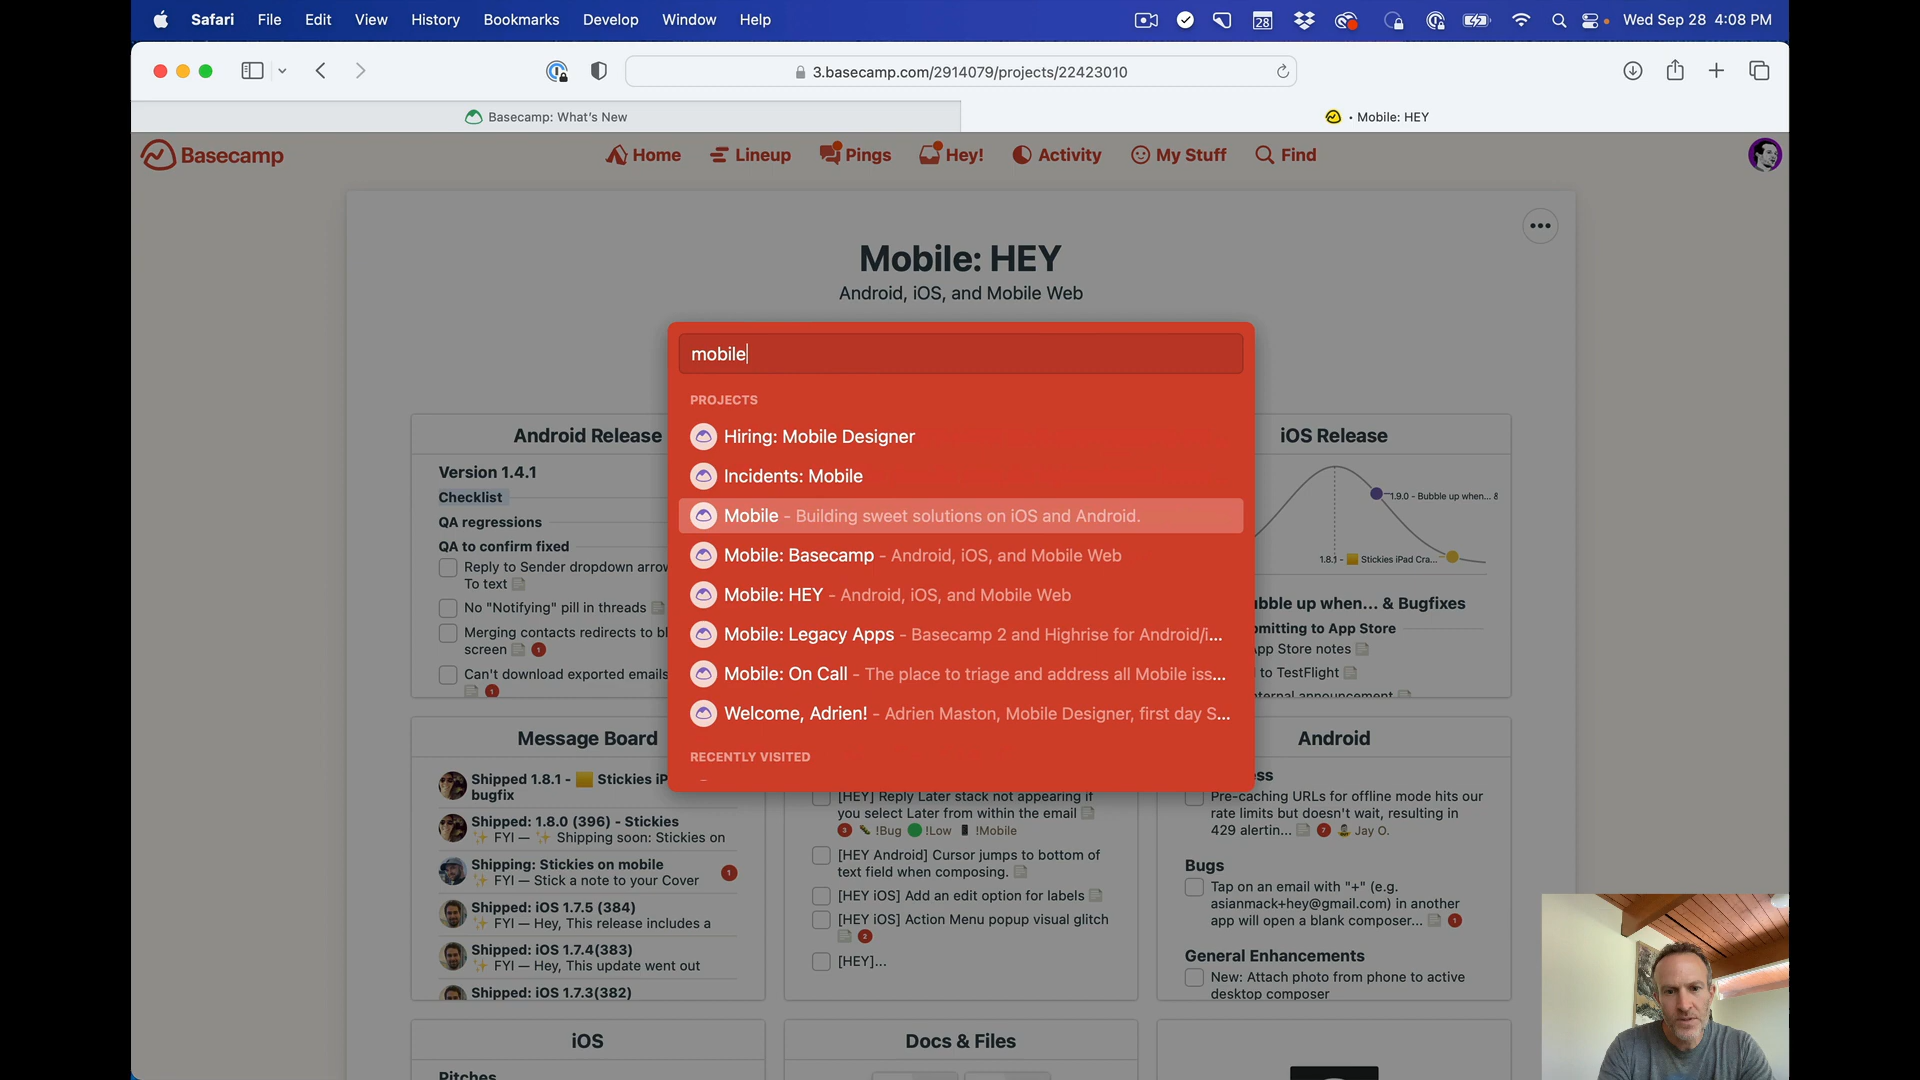 Safari File Edit View History Bookmarks Develop Window Help
28
Wed Sep 28 4:08 PM
3.basecamp.com/2914079/projects/22423010
Basecamp: What's New
• Mobile: HEY
Basecamp
Home Lineup Pings Hey! Activity My Stuff Find
Mobile: HEY
Android, iOS, and Mobile Web
mobile
PROJECTS
Hiring: Mobile Designer
Incidents: Mobile
Mobile - Building sweet solutions on iOS and Android.
Mobile: Basecamp - Android, iOS, and Mobile Web
Mobile: HEY - Android, iOS, and Mobile Web
Mobile: Legacy Apps - Basecamp 2 and Highrise for Android/i...
Mobile: On Call - The place to triage and address all Mobile iss...
Welcome, Adrien! - Adrien Maston, Mobile Designer, first day S...
RECENTLY VISITED
Android Release
Version 1.4.1
Checklist
QA regressions
QA to confirm fixed
Reply to Sender dropdown arrow
To text
No "Notifying" pill in threads
Merging contacts redirects to bl
screen 1
Can't download exported emails
1
iOS Release
1.9.0 - Bubble up when... &
1.8.1 - Stickies iPad Cra...
bble up when... & Bugfixes
mitting to App Store
pp Store notes
to TestFlight
ternal announcement
Message Board
Shipped 1.8.1 - Stickies iP
bugfix
Shipped: 1.8.0 (396) - Stickies
✨ FYI — ✨ Shipping soon: Stickies on
Shipping: Stickies on mobile
✨ FYI — Stick a note to your Cover
1
Shipped: iOS 1.7.5 (384)
✨ FYI — Hey, This release includes a
Shipped: iOS 1.7.4(383)
✨ FYI — Hey, This update went out
Shipped: iOS 1.7.3(382)
[HEY] Reply Later stack not appearing if
you select Later from within the email
3 !Bug !Low !Mobile
[HEY Android] Cursor jumps to bottom of
text field when composing.
[HEY iOS] Add an edit option for labels
[HEY iOS] Action Menu popup visual glitch
2
[HEY]...
Android
ss
Pre-caching URLs for offline mode hits our
rate limits but doesn't wait, resulting in
429 alertin... 7 Jay O.
Bugs
Tap on an email with "+" (e.g.
asianmack+hey@gmail.com) in another
app will open a blank composer... 1
General Enhancements
New: Attach photo from phone to active
desktop composer
iOS
Pitches
Docs & Files